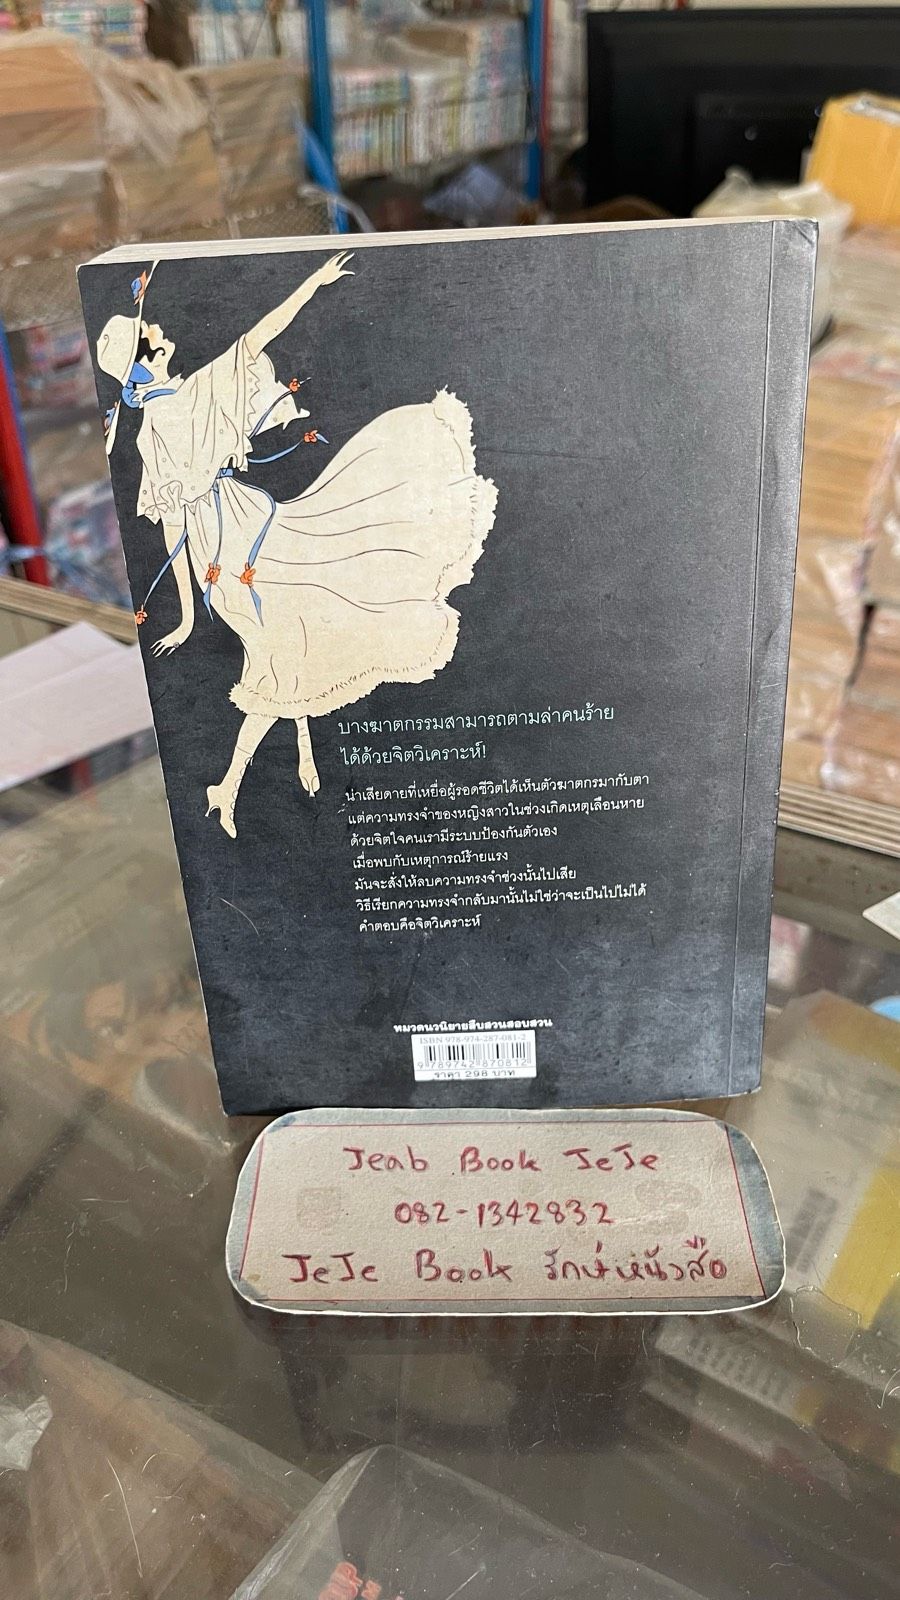 บางฆาตกรรมสามารถตามล่าคนร้าย
ได้ด้วยจิตวิเคราะห์!
น่าเสียดายที่เหยื่อผู้รอดชีวิตได้เห็นตัวฆาตกรมากับตา
แต่ความทรงจำของหญิงสาวในช่วงเกิดเหตุเลือนหาย
ด้วยจิตใจคนเรามีระบบป้องกันตัวเอง
เมื่อพบกับเหตุการณ์ร้ายแรง
มันจะสั่งให้ลบความทรงจำช่วงนั้นไปเสีย
วิธีเรียกความทรงจำกลับมานั้นไม่ใช่ว่าจะเป็นไปไม่ได้
คำตอบคือจิตวิเคราะห์
หมวดนวนิยายสืบสวนสอบสวน
ISBN 978-974-287-081-2
9 789742 870812
ราคา 298 บาท
Jeab Book JeJe
082-1342832
JeJe Book รักษ์หนังสือ